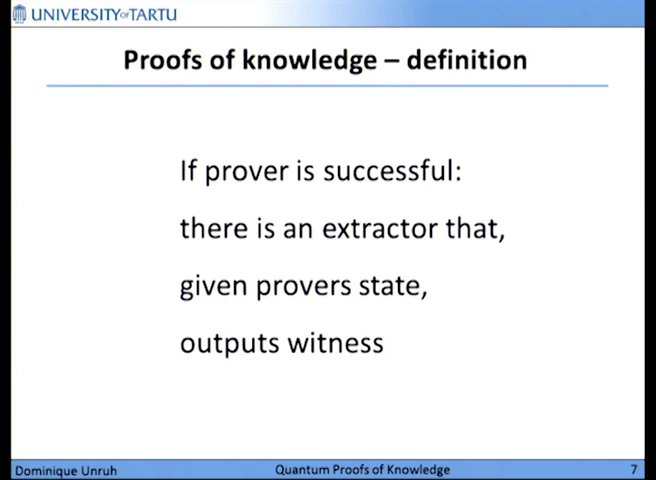 UNIVERSITY OF TARTU
Proofs of knowledge – definition
If prover is successful:
there is an extractor that,
given provers state,
outputs witness
Dominique Unruh
Quantum Proofs of Knowledge
7